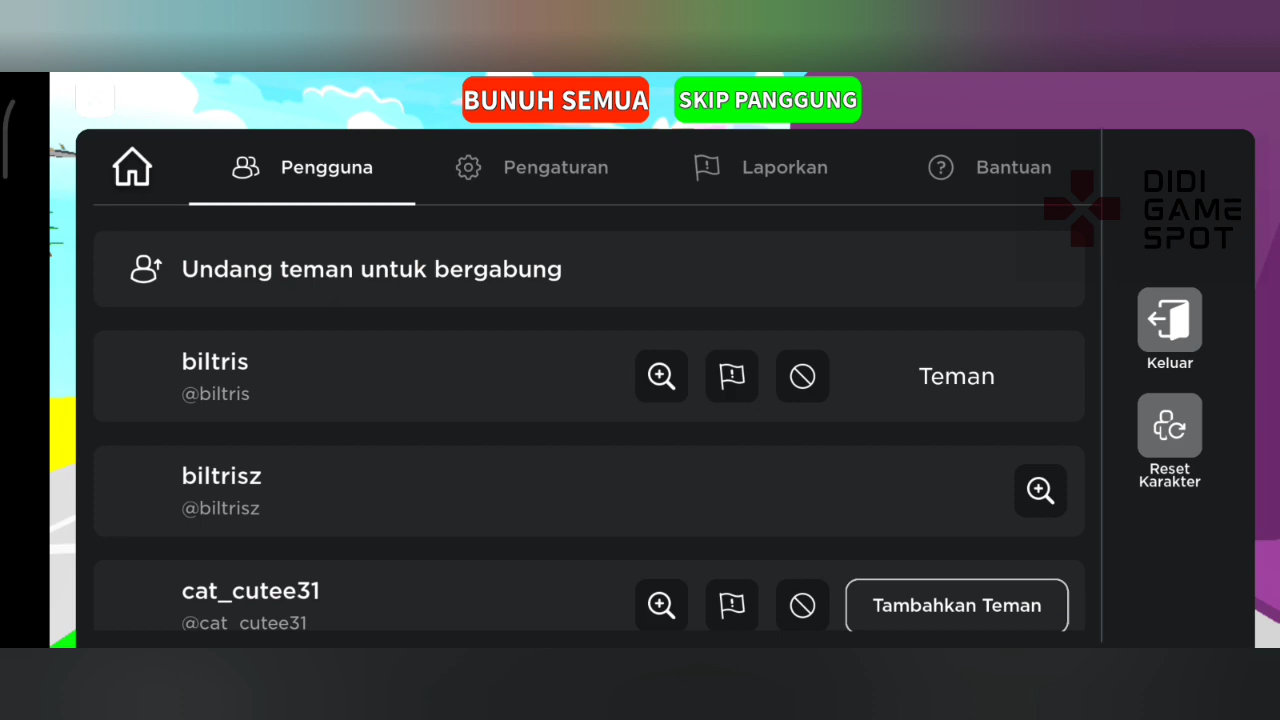 BUNUH SEMUA
SKIP PANGGUNG
Pengguna
Pengaturan
Laporkan
Bantuan
DIDI
GAME
SPOT
Undang teman untuk bergabung
biltris
@biltris
Teman
Keluar
biltrisz
@biltrisz
Reset
Karakter
cat_cutee31
@cat_cutee31
Tambahkan Teman